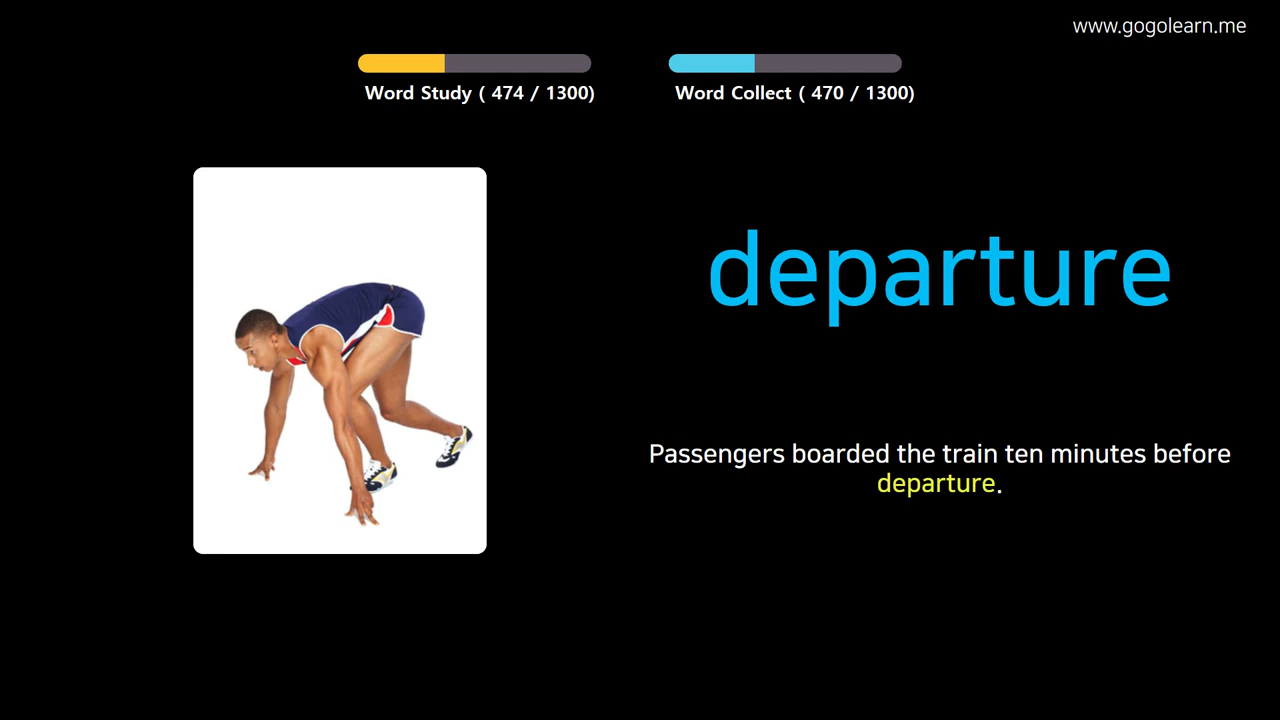 www.gogolearn.me
Word Study ( 474 / 1300)
Word Collect ( 470 / 1300)
departure
Passengers boarded the train ten minutes before
departure.